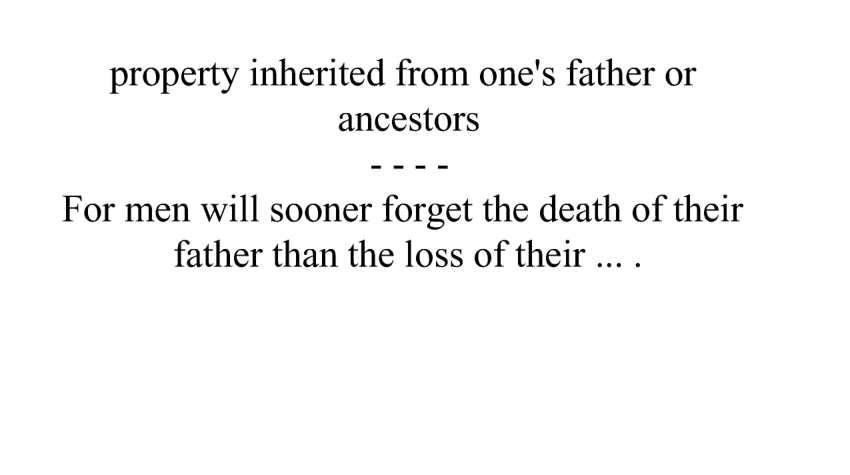 property inherited from one's father or
ancestors
- - - -
For men will sooner forget the death of their
father than the loss of their ... .